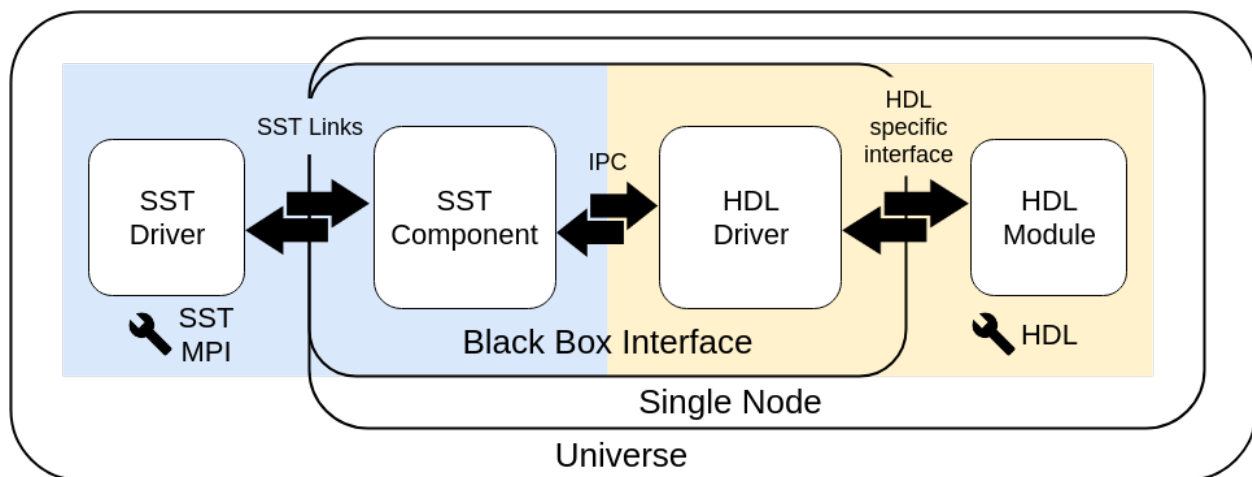 SST Links
HDL
specific
interface
IPC
SST
Driver
SST
Component
HDL
Driver
HDL
Module
SST
MPI
HDL
Black Box Interface
Single Node
Universe